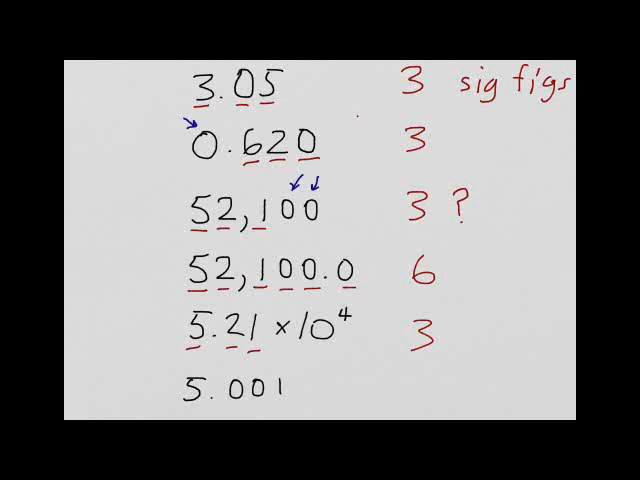 3.05 3 sig figs
0.620 3
52,100 3 ?
52,100.0 6
5.21 × 10⁴ 3
5.001